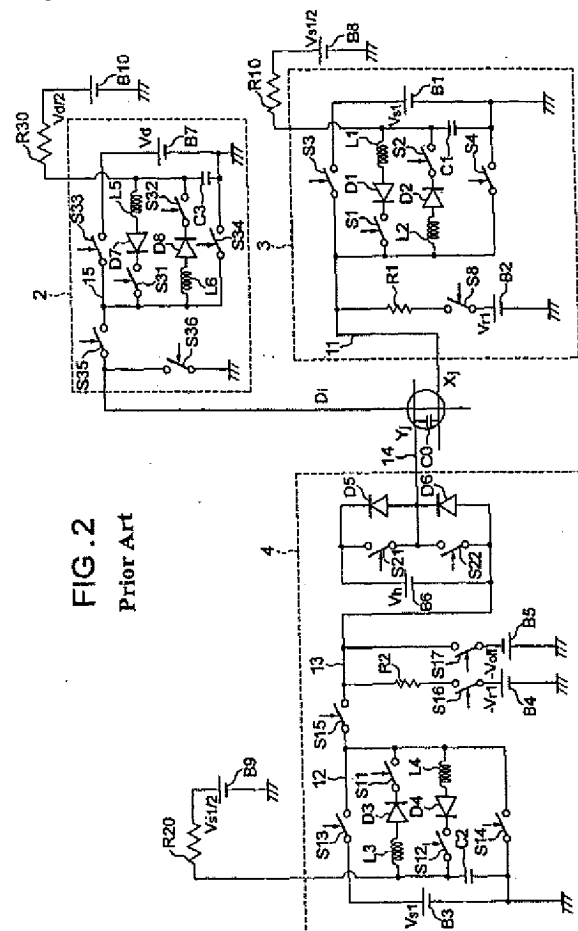 FIG. 2
Prior Art
2
R30
Vd/2
B10
S33
Vd
B7
15
L5
D7
S31
S32
C3
D8
L6
S34
S35
S36
Di
3
R10
Vs1/2
B8
S3
L1
Vs1
B1
D1
S1
S2
C1
D2
L2
S4
R1
S8
Vr1
B2
11
Xj
Yj
C0
14
4
D5
D6
S21
S22
Vh
B6
13
R2
S16
S17
-Vr1
-Voff
B4
B5
S15
12
R20
Vs1/2
B9
S13
S11
D3
L3
L4
D4
S12
C2
S14
Vs1
B3